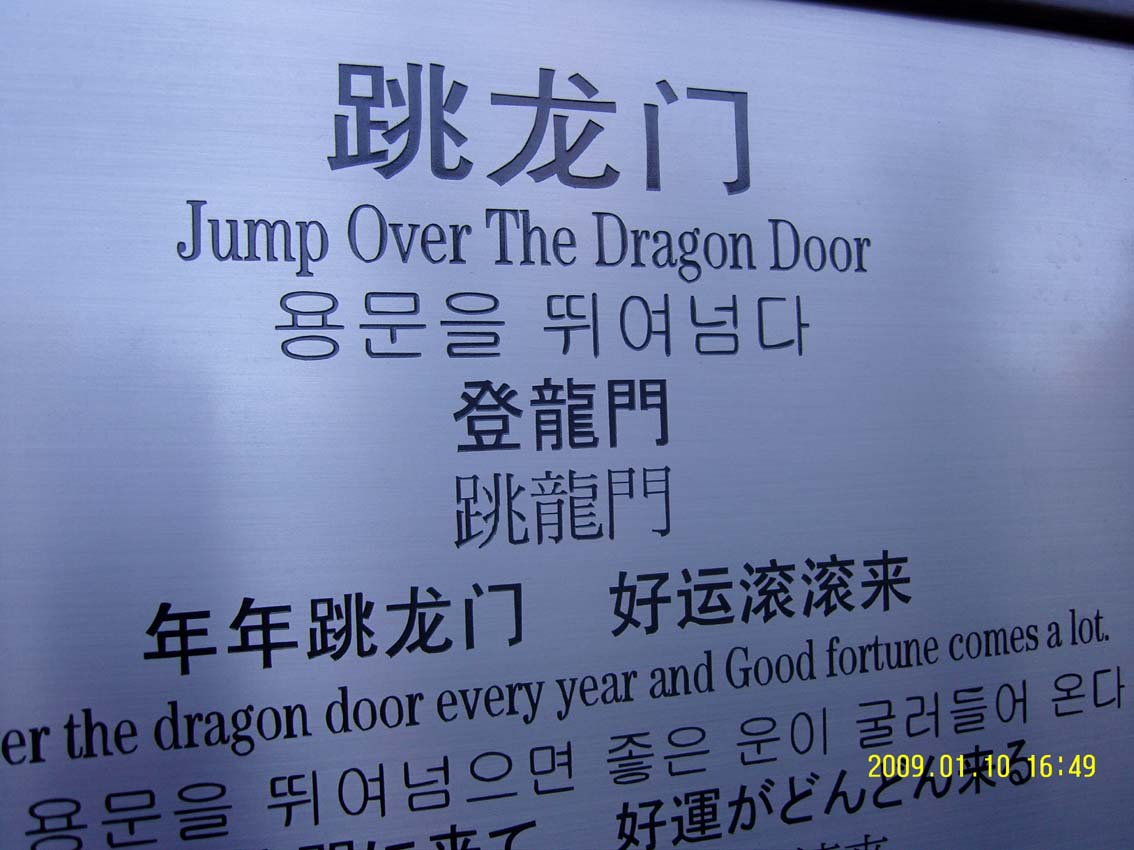 跳龙门
Jump Over The Dragon Door
용문을 뛰여넘다
登龍門
跳龍門
年年跳龙门 好运滚滚来
er the dragon door every year and Good fortune comes a lot.
용문을 뛰여넘으면 좋은 운이 굴러들어 온다
2009.01.10 16:49
に来て 好運がどんどん来る